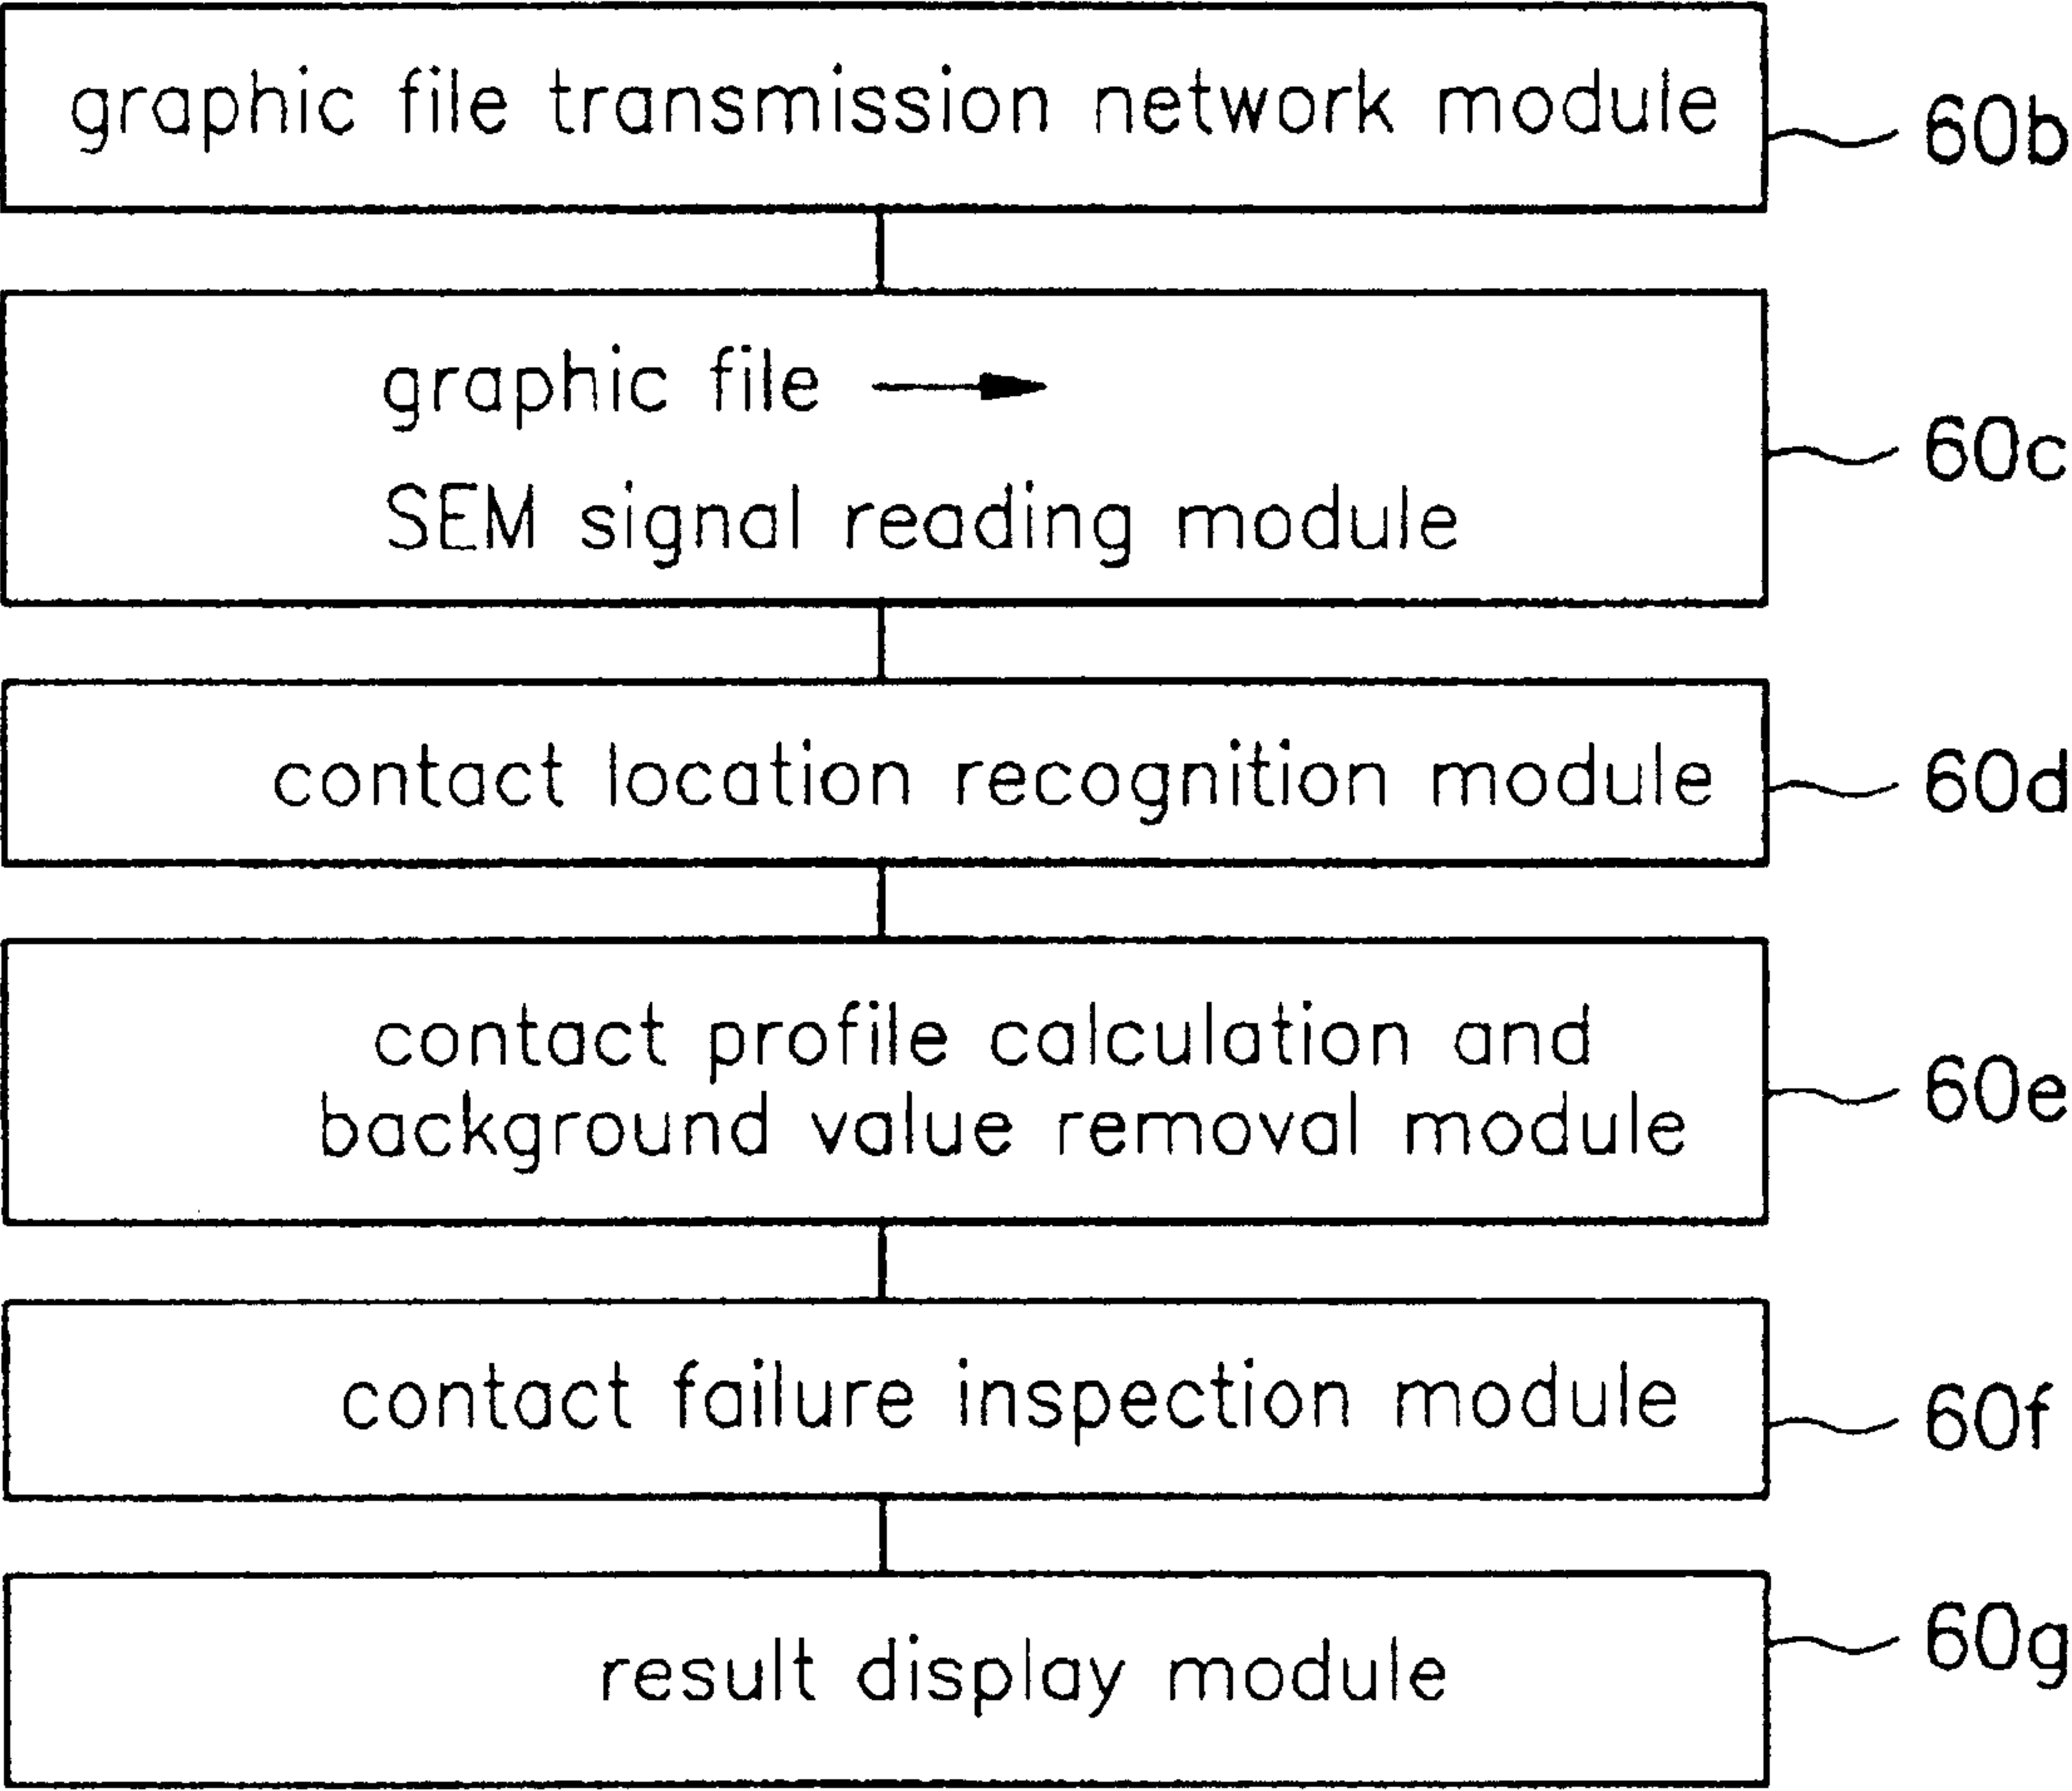 graphic file transmission network module
60b
graphic file →
SEM signal reading module
60c
contact location recognition module
60d
contact profile calculation and
background value removal module
60e
contact failure inspection module
60f
result display module
60g